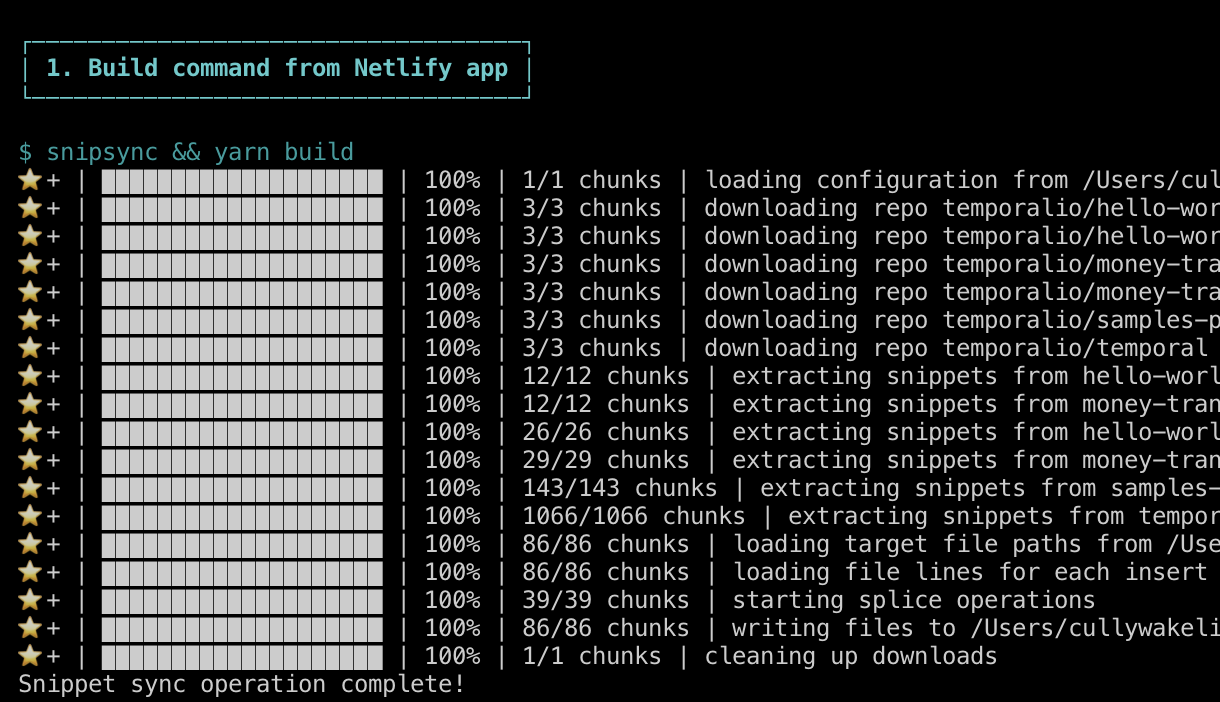 1. Build command from Netlify app
$ snipsync && yarn build
⭐+ | ████████████████████ | 100% | 1/1 chunks | loading configuration from /Users/cul
⭐+ | ████████████████████ | 100% | 3/3 chunks | downloading repo temporalio/hello-wor
⭐+ | ████████████████████ | 100% | 3/3 chunks | downloading repo temporalio/hello-wor
⭐+ | ████████████████████ | 100% | 3/3 chunks | downloading repo temporalio/money-tra
⭐+ | ████████████████████ | 100% | 3/3 chunks | downloading repo temporalio/money-tra
⭐+ | ████████████████████ | 100% | 3/3 chunks | downloading repo temporalio/samples-p
⭐+ | ████████████████████ | 100% | 3/3 chunks | downloading repo temporalio/temporal
⭐+ | ████████████████████ | 100% | 12/12 chunks | extracting snippets from hello-worl
⭐+ | ████████████████████ | 100% | 12/12 chunks | extracting snippets from money-tran
⭐+ | ████████████████████ | 100% | 26/26 chunks | extracting snippets from hello-worl
⭐+ | ████████████████████ | 100% | 29/29 chunks | extracting snippets from money-tran
⭐+ | ████████████████████ | 100% | 143/143 chunks | extracting snippets from samples-
⭐+ | ████████████████████ | 100% | 1066/1066 chunks | extracting snippets from tempor
⭐+ | ████████████████████ | 100% | 86/86 chunks | loading target file paths from /Use
⭐+ | ████████████████████ | 100% | 86/86 chunks | loading file lines for each insert
⭐+ | ████████████████████ | 100% | 39/39 chunks | starting splice operations
⭐+ | ████████████████████ | 100% | 86/86 chunks | writing files to /Users/cullywakeli
⭐+ | ████████████████████ | 100% | 1/1 chunks | cleaning up downloads
Snippet sync operation complete!